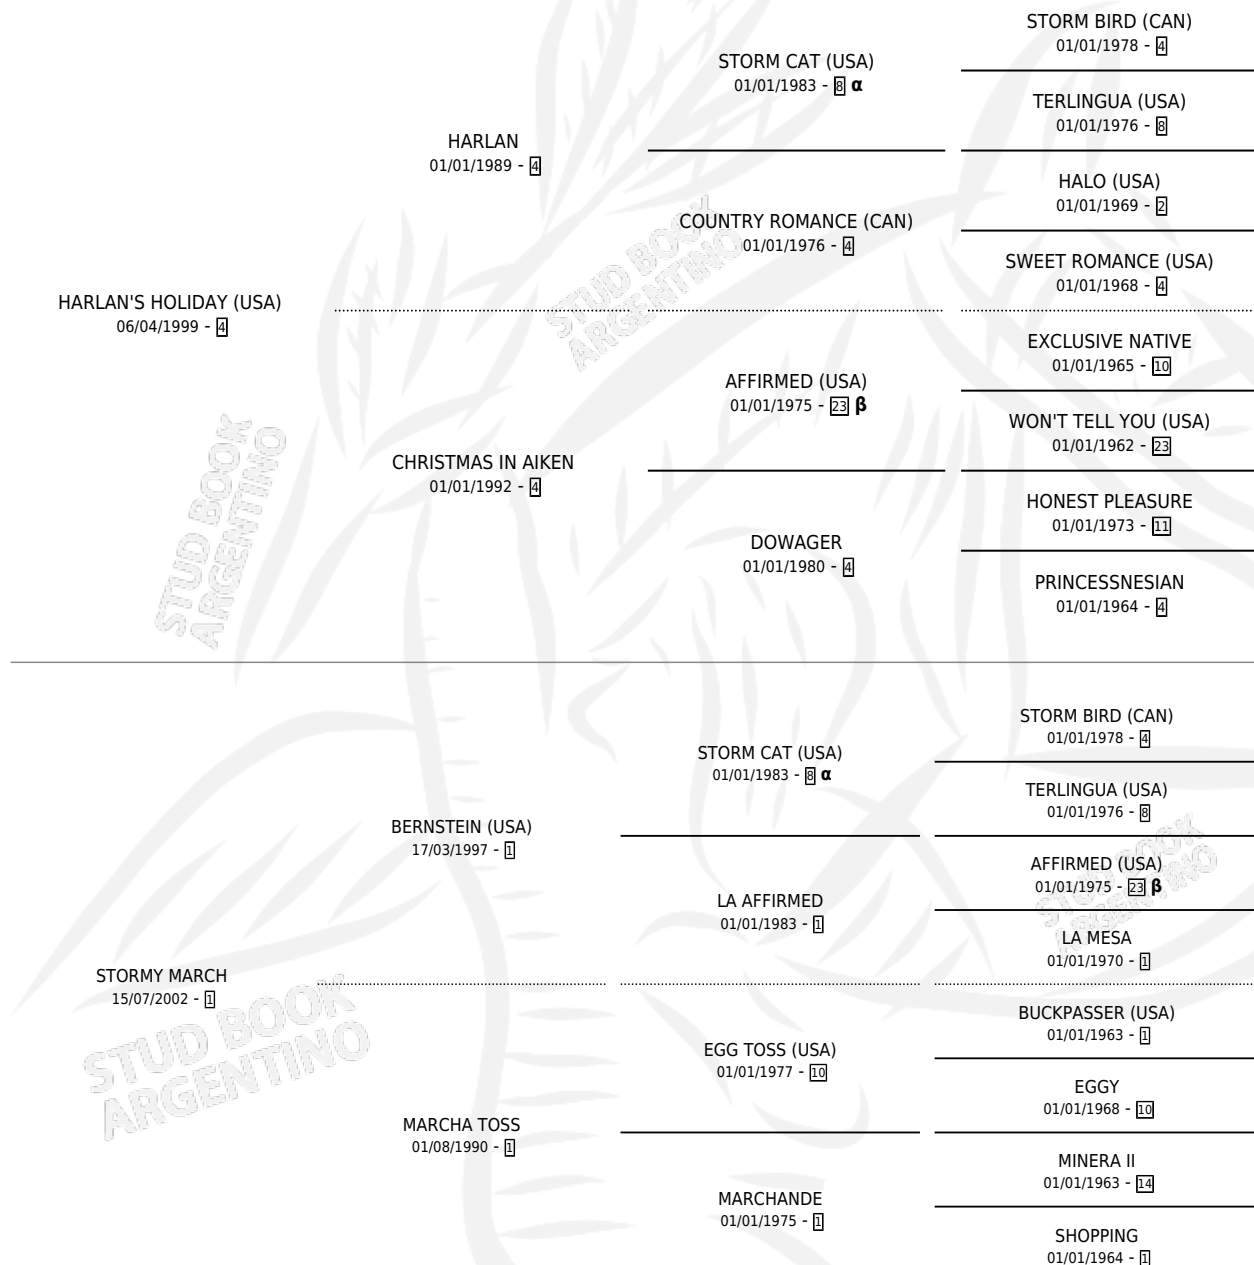 STORM BIRD (CAN)
01/01/1978 - 4
STORM CAT (USA)
01/01/1983 - 8 α
TERLINGUA (USA)
01/01/1976 - 8
HARLAN
01/01/1989 - 4
HALO (USA)
01/01/1969 - 2
COUNTRY ROMANCE (CAN)
01/01/1976 - 4
SWEET ROMANCE (USA)
01/01/1968 - 4
HARLAN'S HOLIDAY (USA)
06/04/1999 - 4
EXCLUSIVE NATIVE
01/01/1965 - 10
AFFIRMED (USA)
01/01/1975 - 23 β
WON'T TELL YOU (USA)
01/01/1962 - 23
CHRISTMAS IN AIKEN
01/01/1992 - 4
HONEST PLEASURE
01/01/1973 - 11
DOWAGER
01/01/1980 - 4
PRINCESSNESIAN
01/01/1964 - 4
STORM BIRD (CAN)
01/01/1978 - 4
STORM CAT (USA)
01/01/1983 - 8 α
TERLINGUA (USA)
01/01/1976 - 8
BERNSTEIN (USA)
17/03/1997 - 1
AFFIRMED (USA)
01/01/1975 - 23 β
LA AFFIRMED
01/01/1983 - 1
LA MESA
01/01/1970 - 1
STORMY MARCH
15/07/2002 - 1
BUCKPASSER (USA)
01/01/1963 - 1
EGG TOSS (USA)
01/01/1977 - 10
EGGY
01/01/1968 - 10
MARCHA TOSS
01/08/1990 - 1
MINERA II
01/01/1963 - 14
MARCHANDE
01/01/1975 - 1
SHOPPING
01/01/1964 - 1
STUD BOOK
ARGENTINO
STUD BOOK
ARGENTINO
STUD BOOK
ARGENTINO
STUD BOOK
ARGENTINO